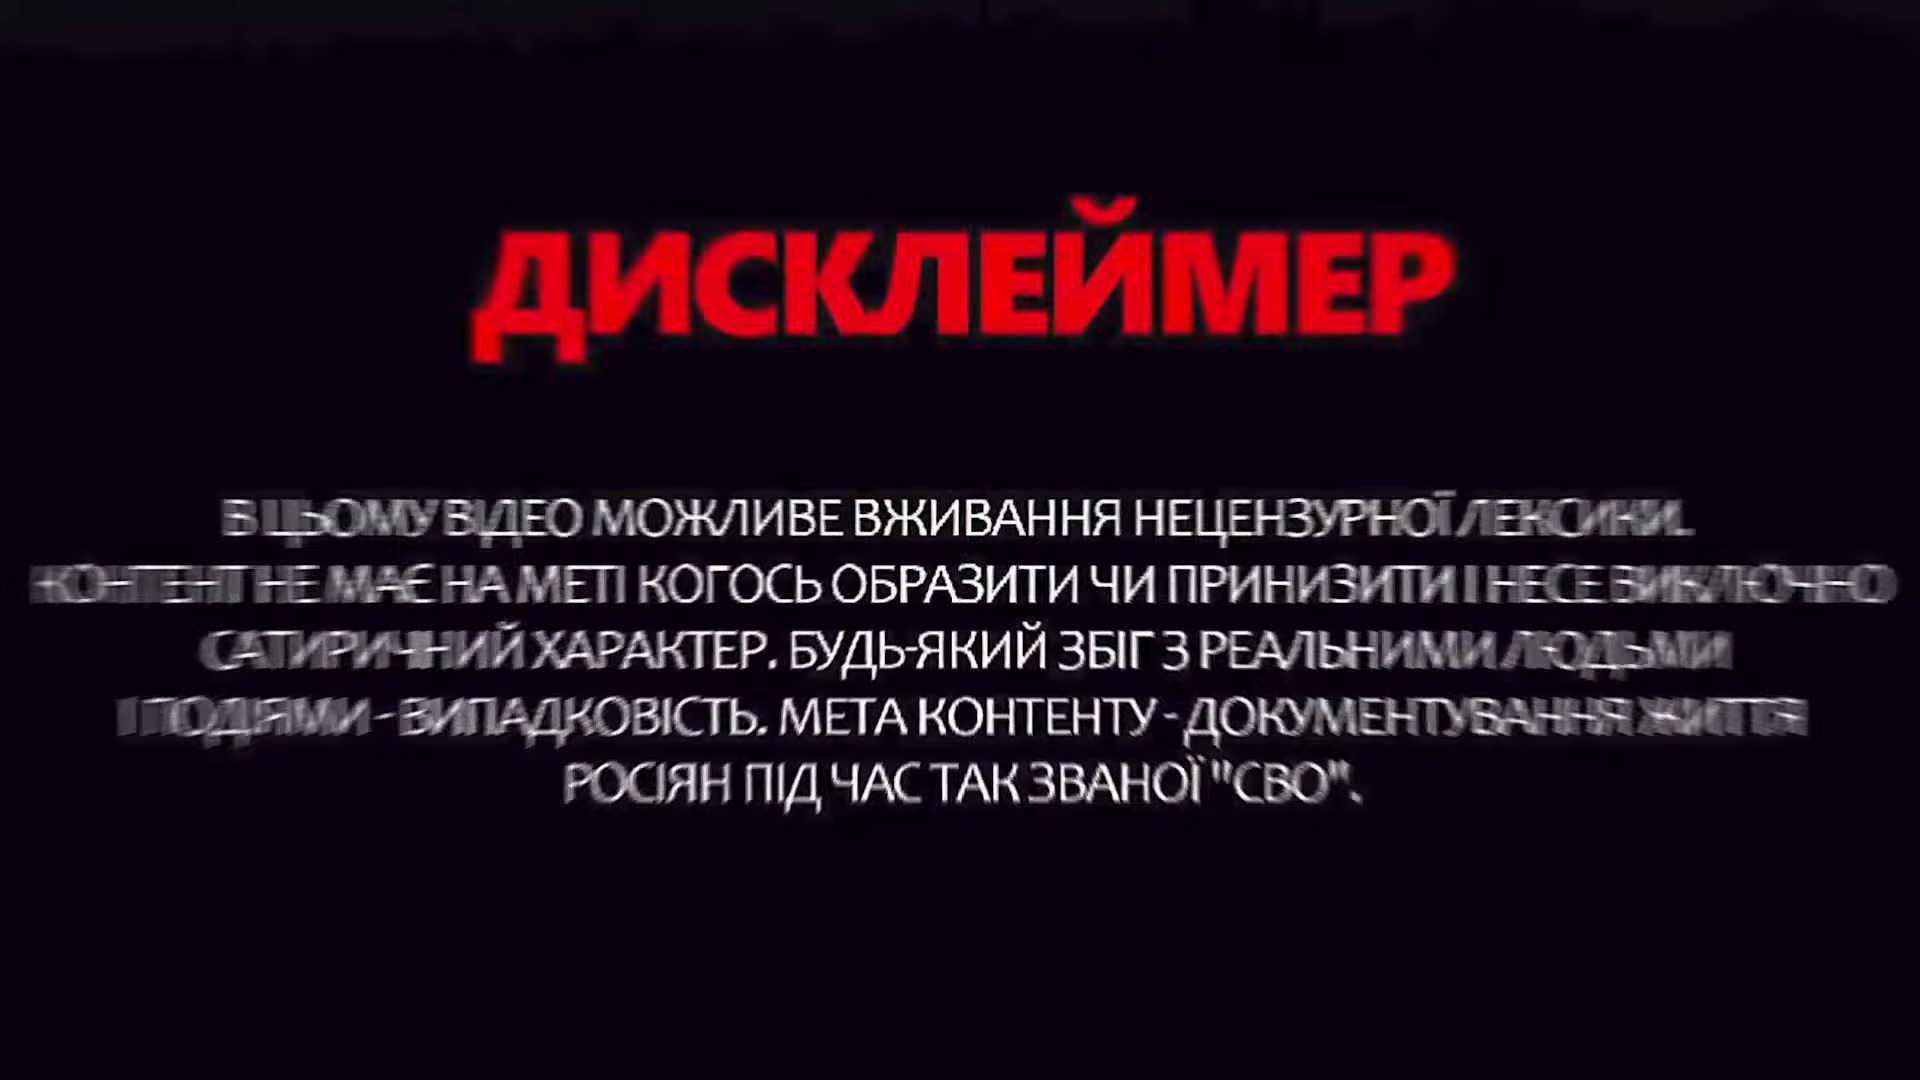 ДИСКЛЕЙМЕР
В ЦЬОМУ ВІДЕО МОЖЛИВЕ ВЖИВАННЯ НЕЦЕНЗУРНОЇ ЛЕКСИКИ.
КОНТЕНТ НЕ МАЄ НА МЕТІ КОГОСЬ ОБРАЗИТИ ЧИ ПРИНИЗИТИ І НЕСЕ ВИКЛЮЧНО
САТИРИЧНИЙ ХАРАКТЕР. БУДЬ-ЯКИЙ ЗБІГ З РЕАЛЬНИМИ ЛЮДЬМИ
І ПОДІЯМИ - ВИПАДКОВІСТЬ. МЕТА КОНТЕНТУ - ДОКУМЕНТУВАННЯ ЖИТТЯ
РОСІЯН ПІД ЧАС ТАК ЗВАНОЇ "СВО".